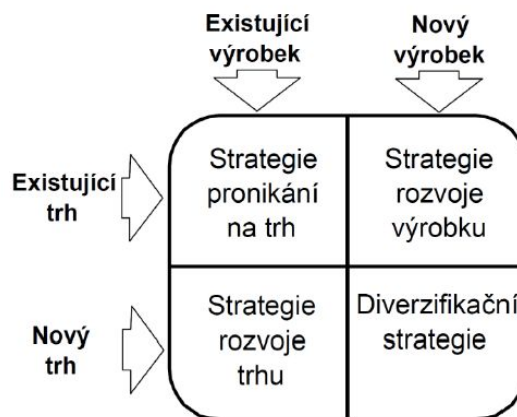 Existující
výrobek
Nový
výrobek
Existující
trh
Strategie
pronikání
na trh
Strategie
rozvoje
výrobku
Nový
trh
Strategie
rozvoje
trhu
Diverzifikační
strategie